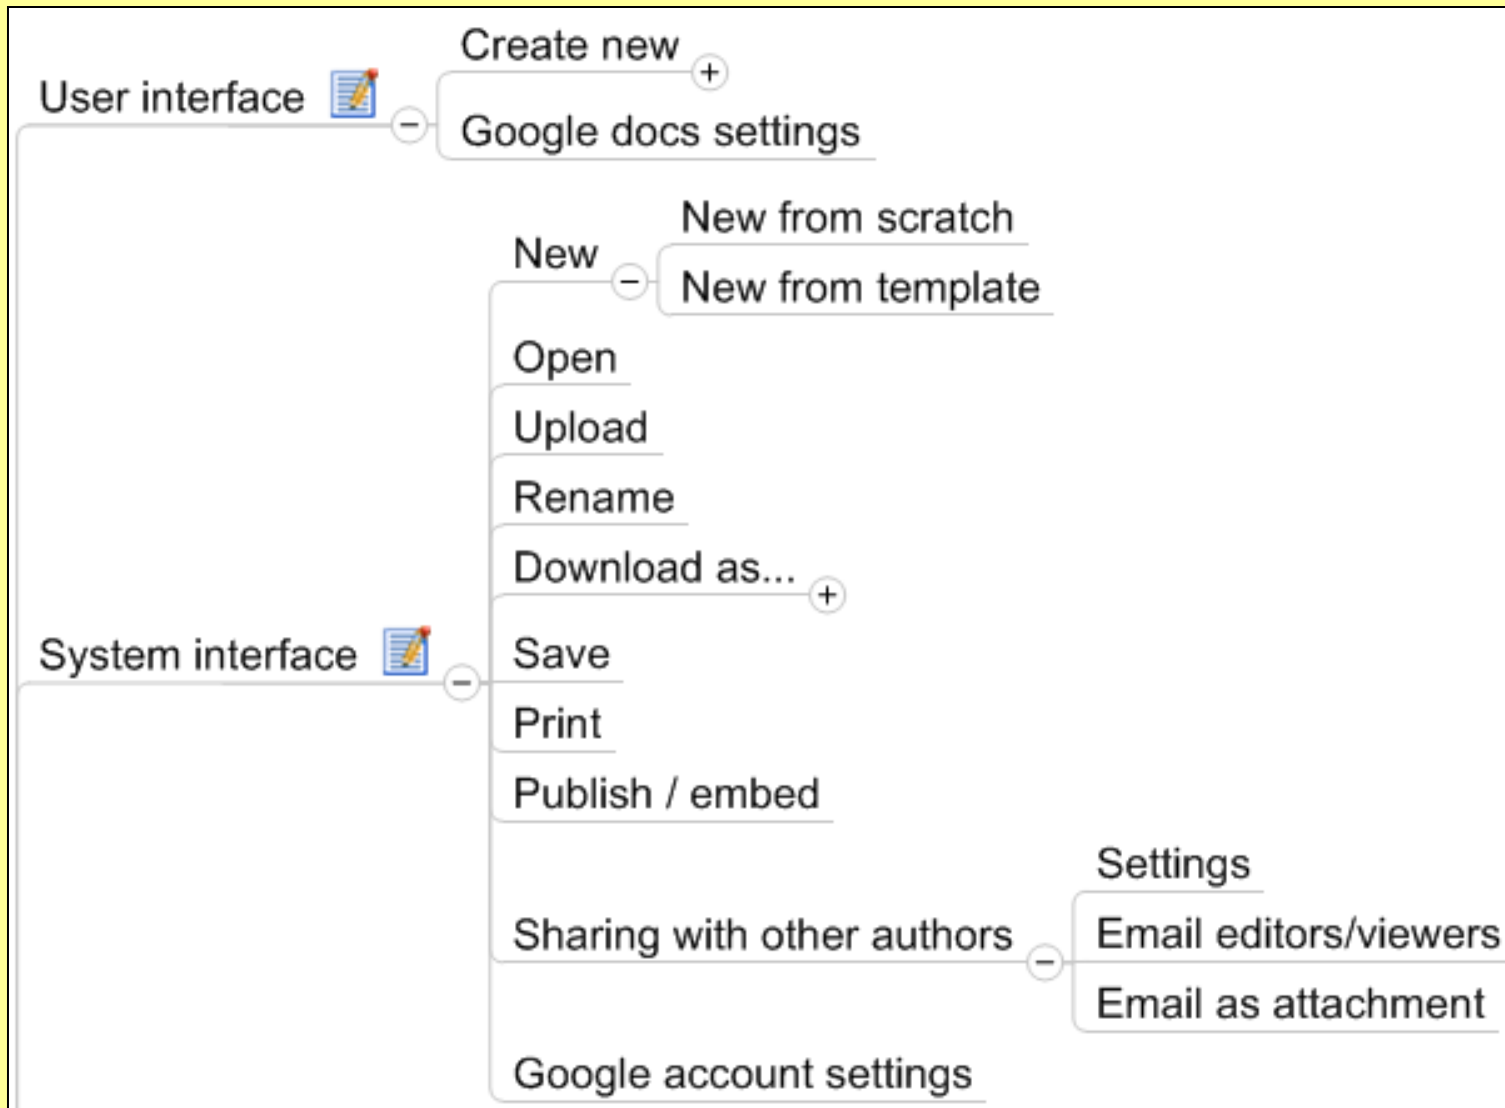 User interface
Create new
Google docs settings
System interface
New
New from scratch
New from template
Open
Upload
Rename
Download as...
Save
Print
Publish / embed
Sharing with other authors
Settings
Email editors/viewers
Email as attachment
Google account settings